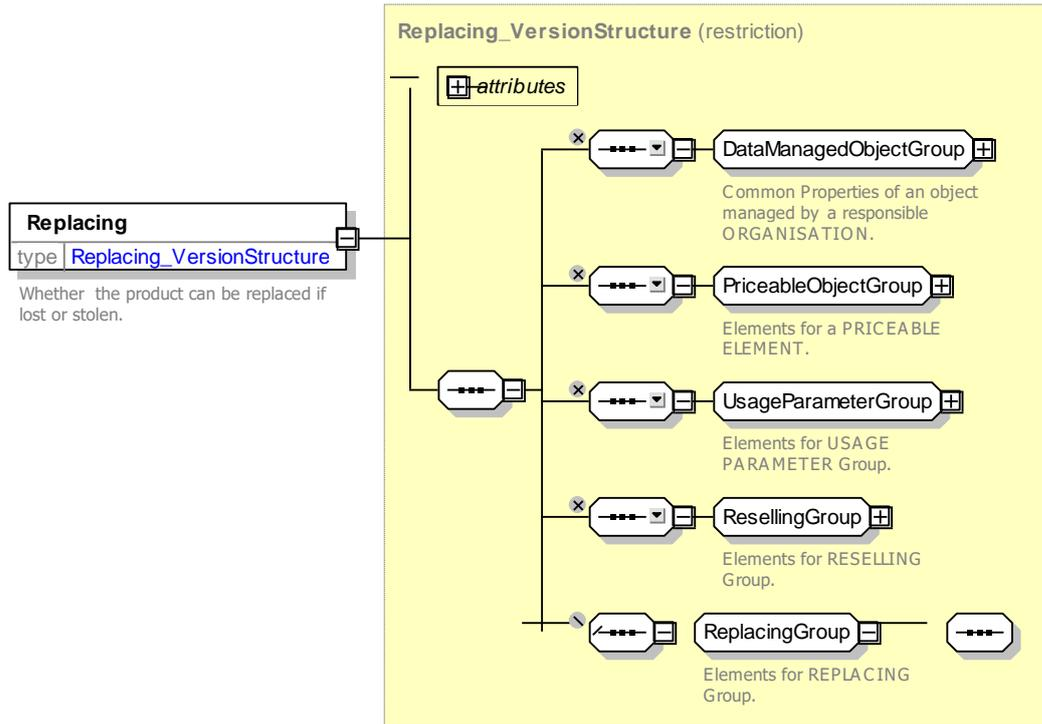 Replacing_VersionStructure (restriction)
attributes
DataManagedObjectGroup
Common Properties of an object
managed by a responsible
ORGANISATION.
Replacing
type Replacing_VersionStructure
Whether the product can be replaced if
lost or stolen.
PriceableObjectGroup
Elements for a PRICEABLE
ELEMENT.
UsageParameterGroup
Elements for USAGE
PARAMETER Group.
ResellingGroup
Elements for RESELLING
Group.
ReplacingGroup
Elements for REPLACING
Group.